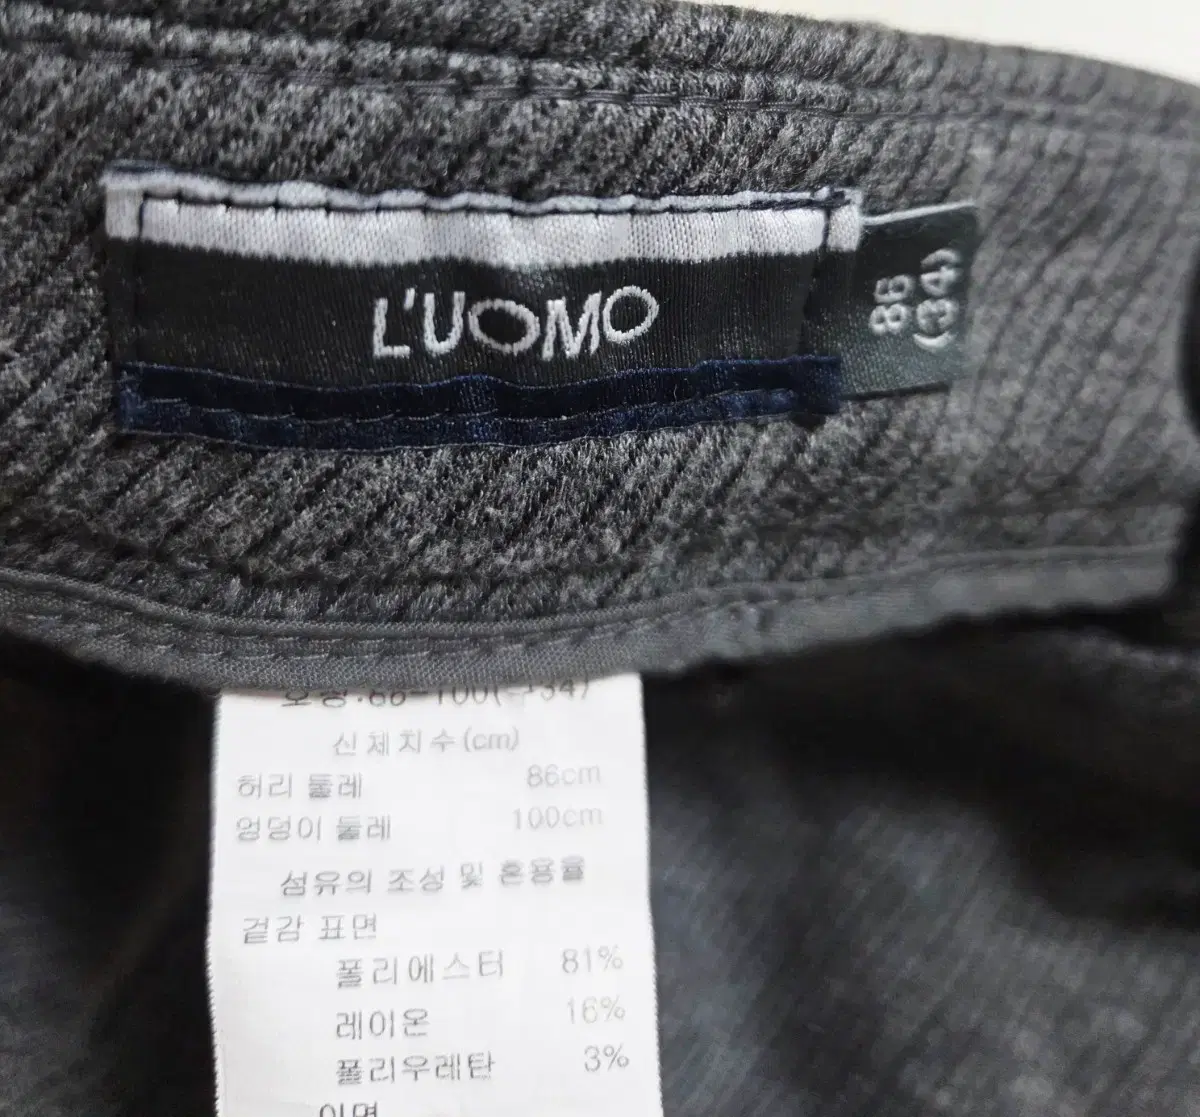 L'UOMO
86
(34)
신체치수(cm)
허리 둘레 86cm
엉덩이 둘레 100cm
섬유의 조성 및 혼용율
겉감 표면
폴리에스터 81%
레이온 16%
폴리우레탄 3%
이면